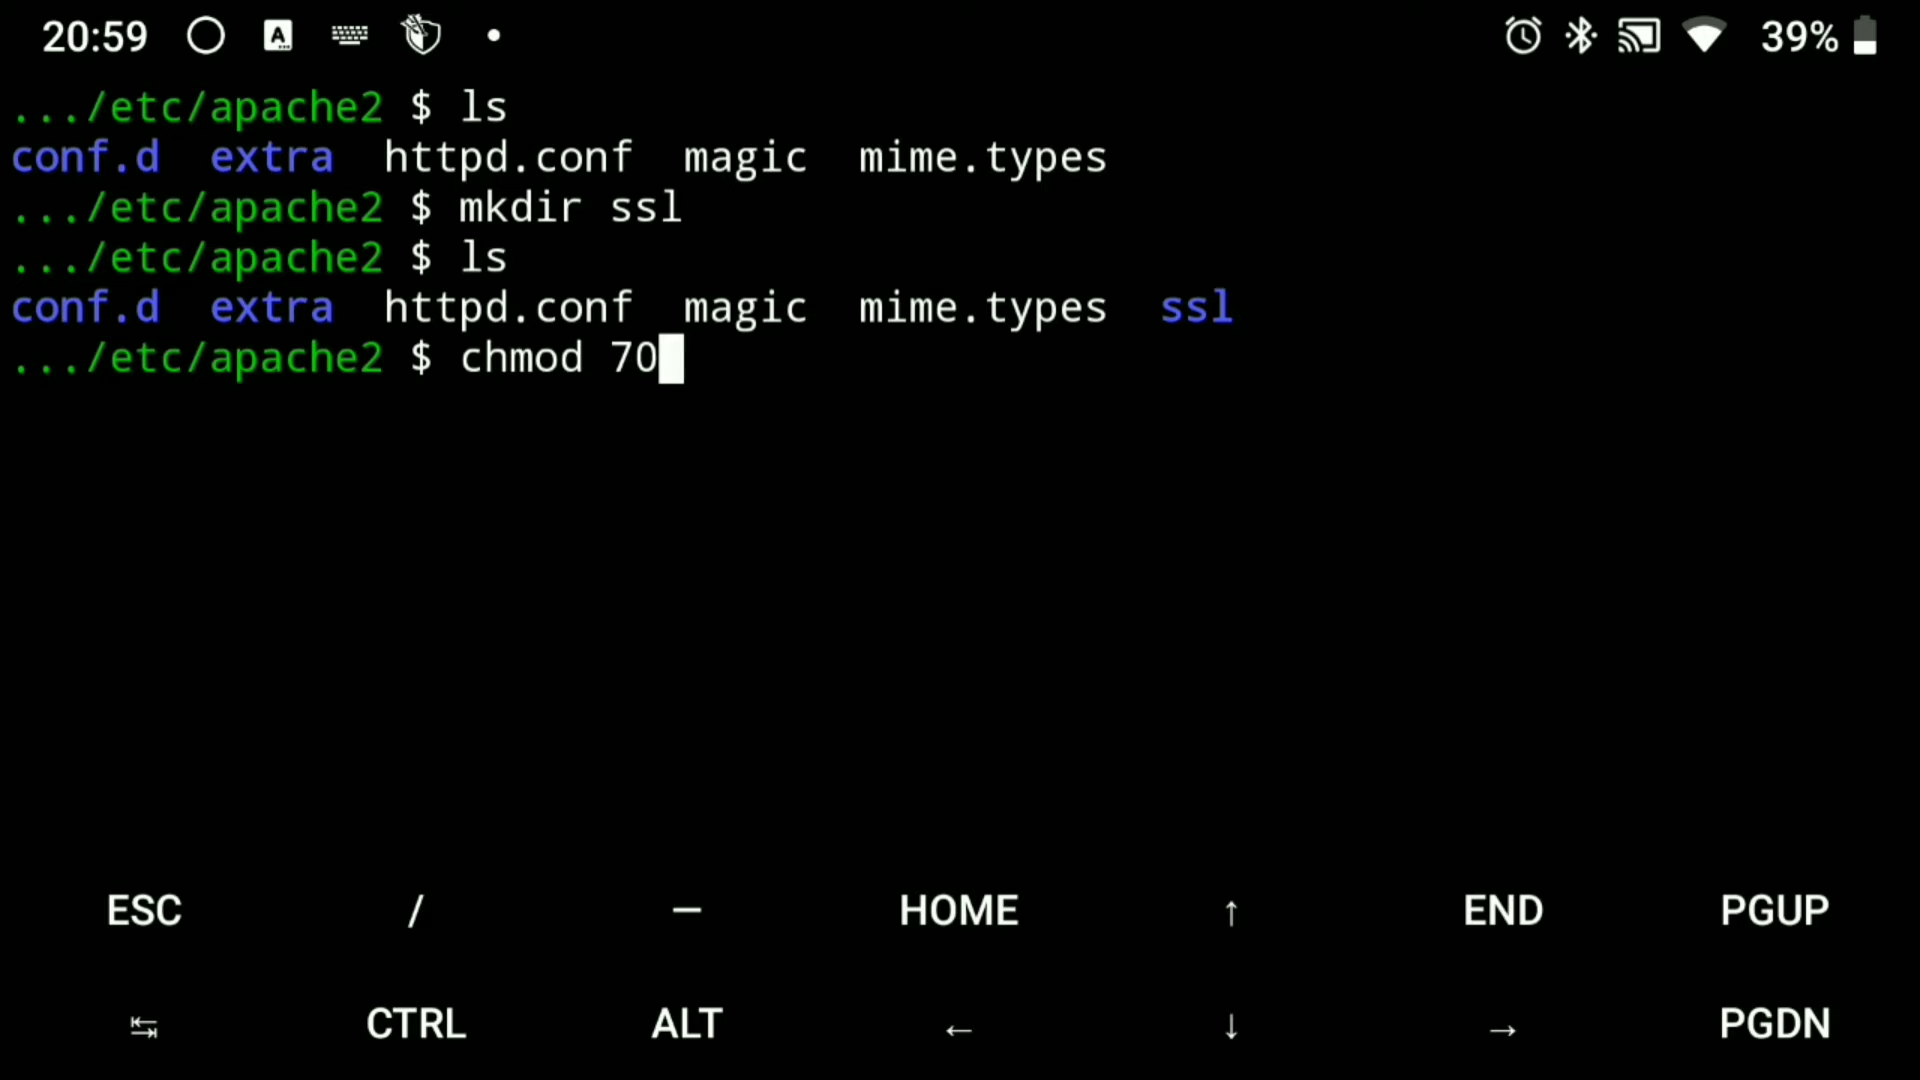 20:59 A 39%
.../etc/apache2 $ ls
conf.d extra httpd.conf magic mime.types
.../etc/apache2 $ mkdir ssl
.../etc/apache2 $ ls
conf.d extra httpd.conf magic mime.types ssl
.../etc/apache2 $ chmod 70
ESC / — HOME ↑ END PGUP
↹ CTRL ALT ← ↓ → PGDN